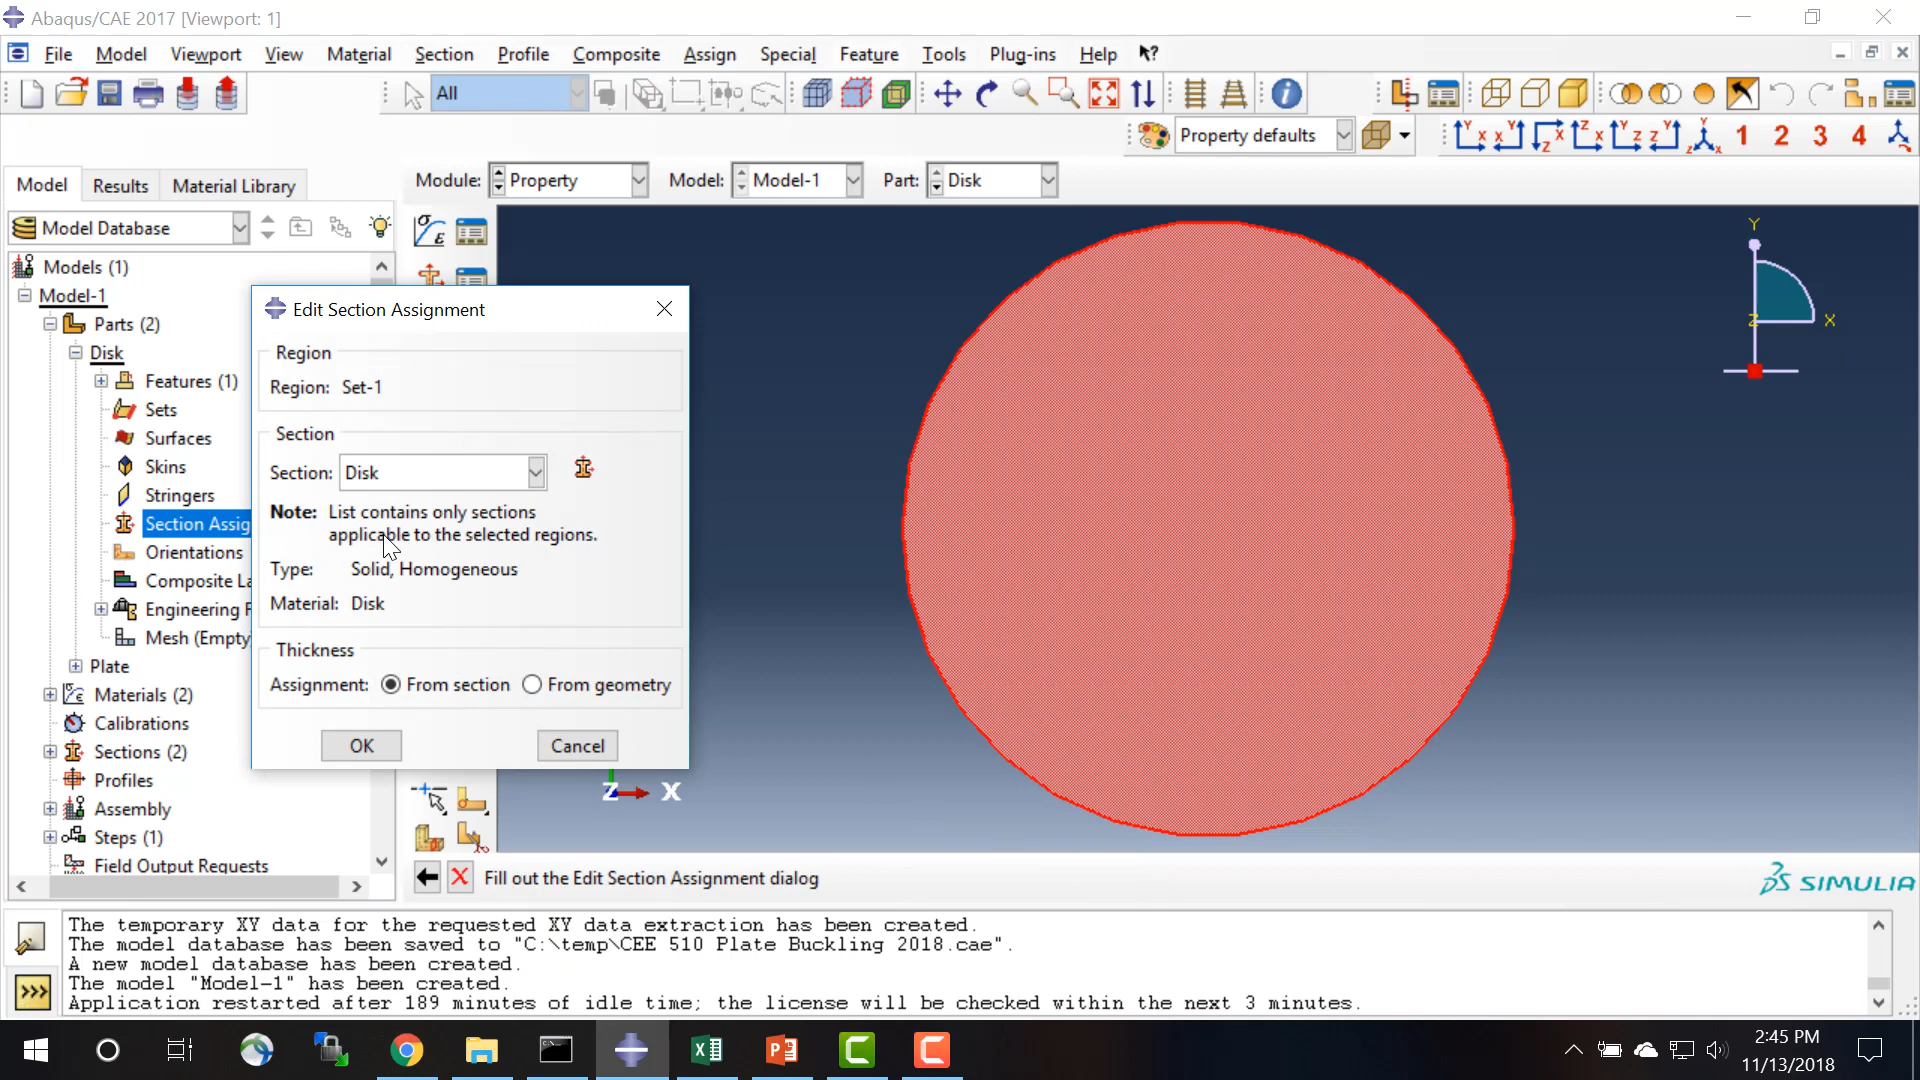 Abaqus/CAE 2017 [Viewport: 1]
File Model Viewport View Material Section Profile Composite Assign Special Feature Tools Plug-ins Help
All
Property defaults
1 2 3 4
Model Results Material Library
Module: Property Model: Model-1 Part: Disk
Model Database
Models (1)
Model-1
Parts (2)
Disk
Features (1)
Sets
Surfaces
Skins
Stringers
Section Assig
Orientations
Composite La
Engineering F
Mesh (Empty
Plate
Materials (2)
Calibrations
Sections (2)
Profiles
Assembly
Steps (1)
Field Output Requests
Edit Section Assignment
Region
Region: Set-1
Section
Section: Disk
Note: List contains only sections
applicable to the selected regions.
Type: Solid, Homogeneous
Material: Disk
Thickness
Assignment: From section From geometry
OK Cancel
Y
Z X
Z X
Fill out the Edit Section Assignment dialog
SIMULIA
The temporary XY data for the requested XY data extraction has been created.
The model database has been saved to "C:\temp\CEE 510 Plate Buckling 2018.cae".
A new model database has been created.
The model "Model-1" has been created.
Application restarted after 189 minutes of idle time; the license will be checked within the next 3 minutes.
2:45 PM
11/13/2018